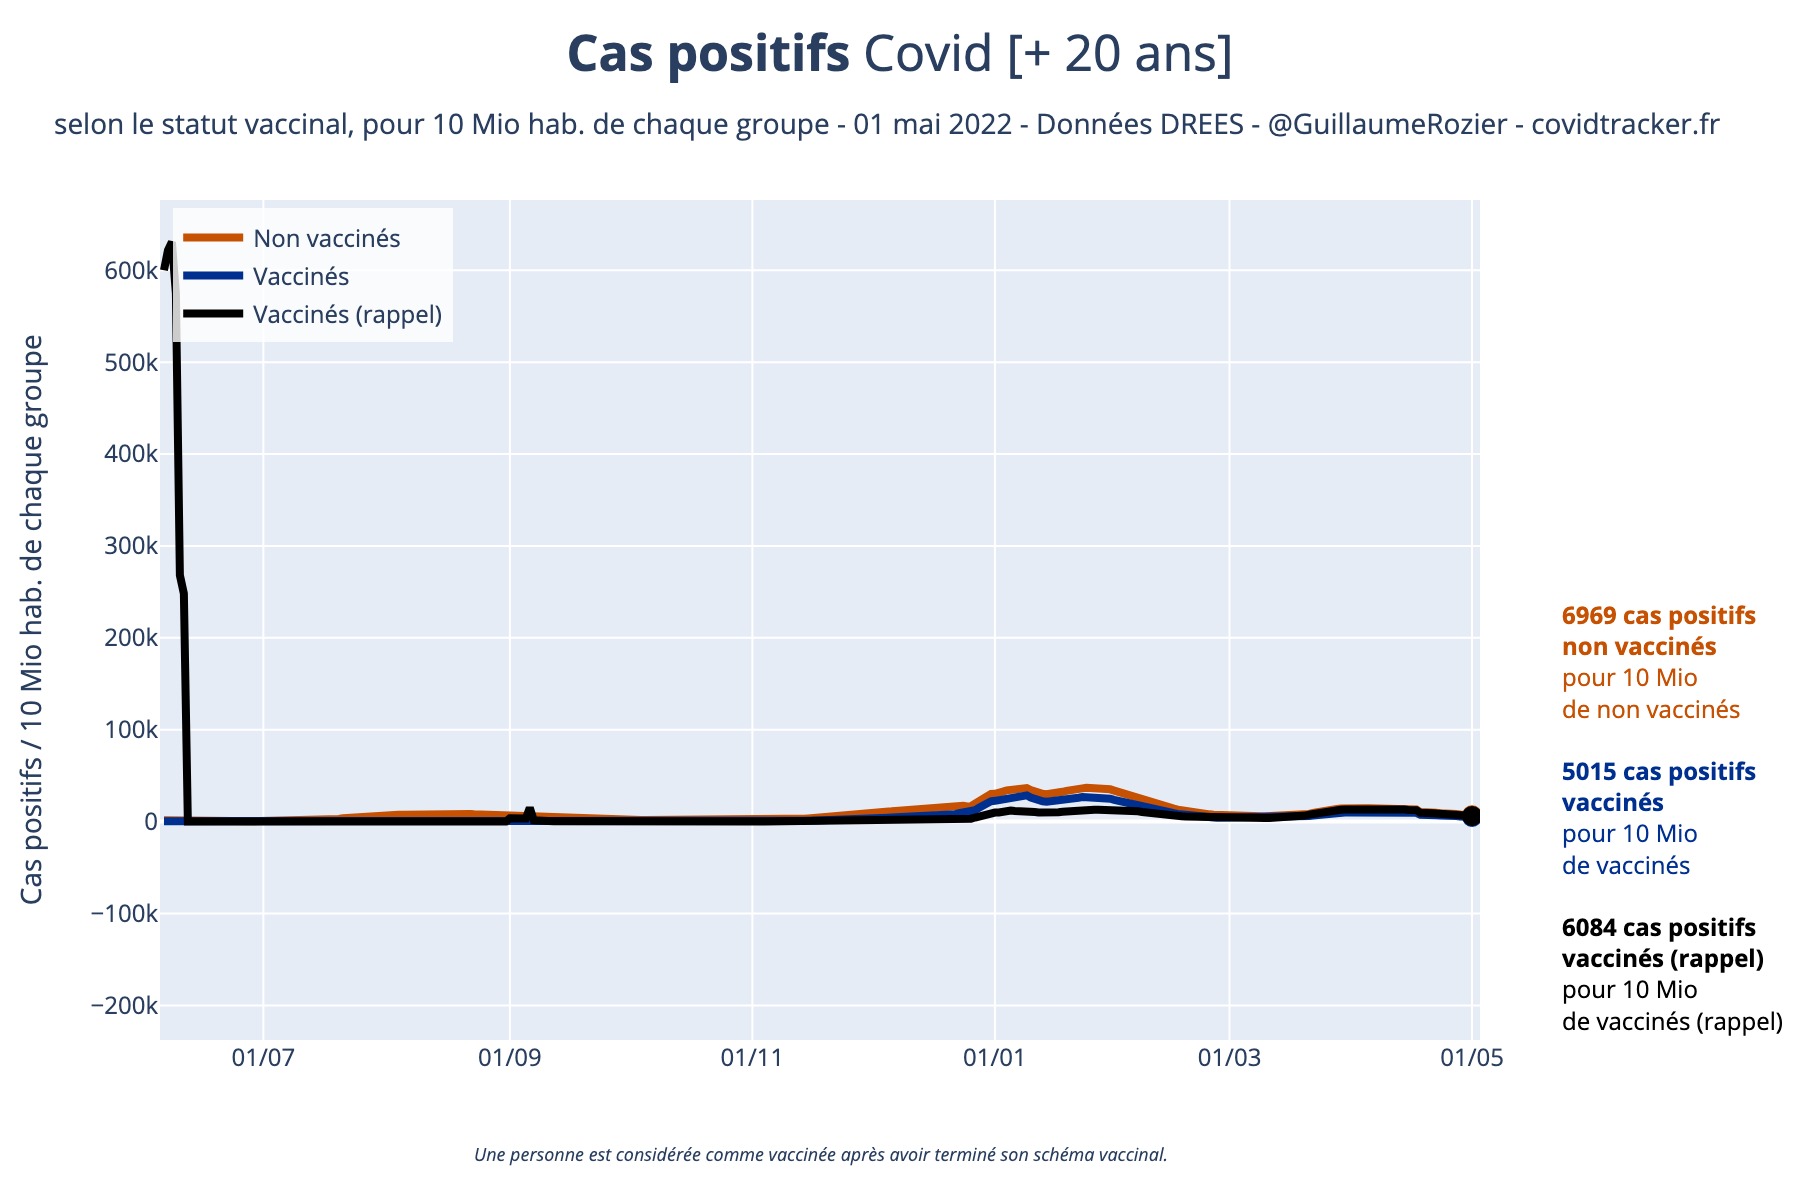 Cas positifs Covid [+ 20 ans]
selon le statut vaccinal, pour 10 Mio hab. de chaque groupe - 01 mai 2022 - Données DREES - @GuillaumeRozier - covidtracker.fr
Non vaccinés
Vaccinés
Vaccinés (rappel)
Cas positifs / 10 Mio hab. de chaque groupe
600k
500k
400k
300k
200k
100k
0
−100k
−200k
01/07
01/09
01/11
01/01
01/03
01/05
6969 cas positifs
non vaccinés
pour 10 Mio
de non vaccinés
5015 cas positifs
vaccinés
pour 10 Mio
de vaccinés
6084 cas positifs
vaccinés (rappel)
pour 10 Mio
de vaccinés (rappel)
Une personne est considérée comme vaccinée après avoir terminé son schéma vaccinal.